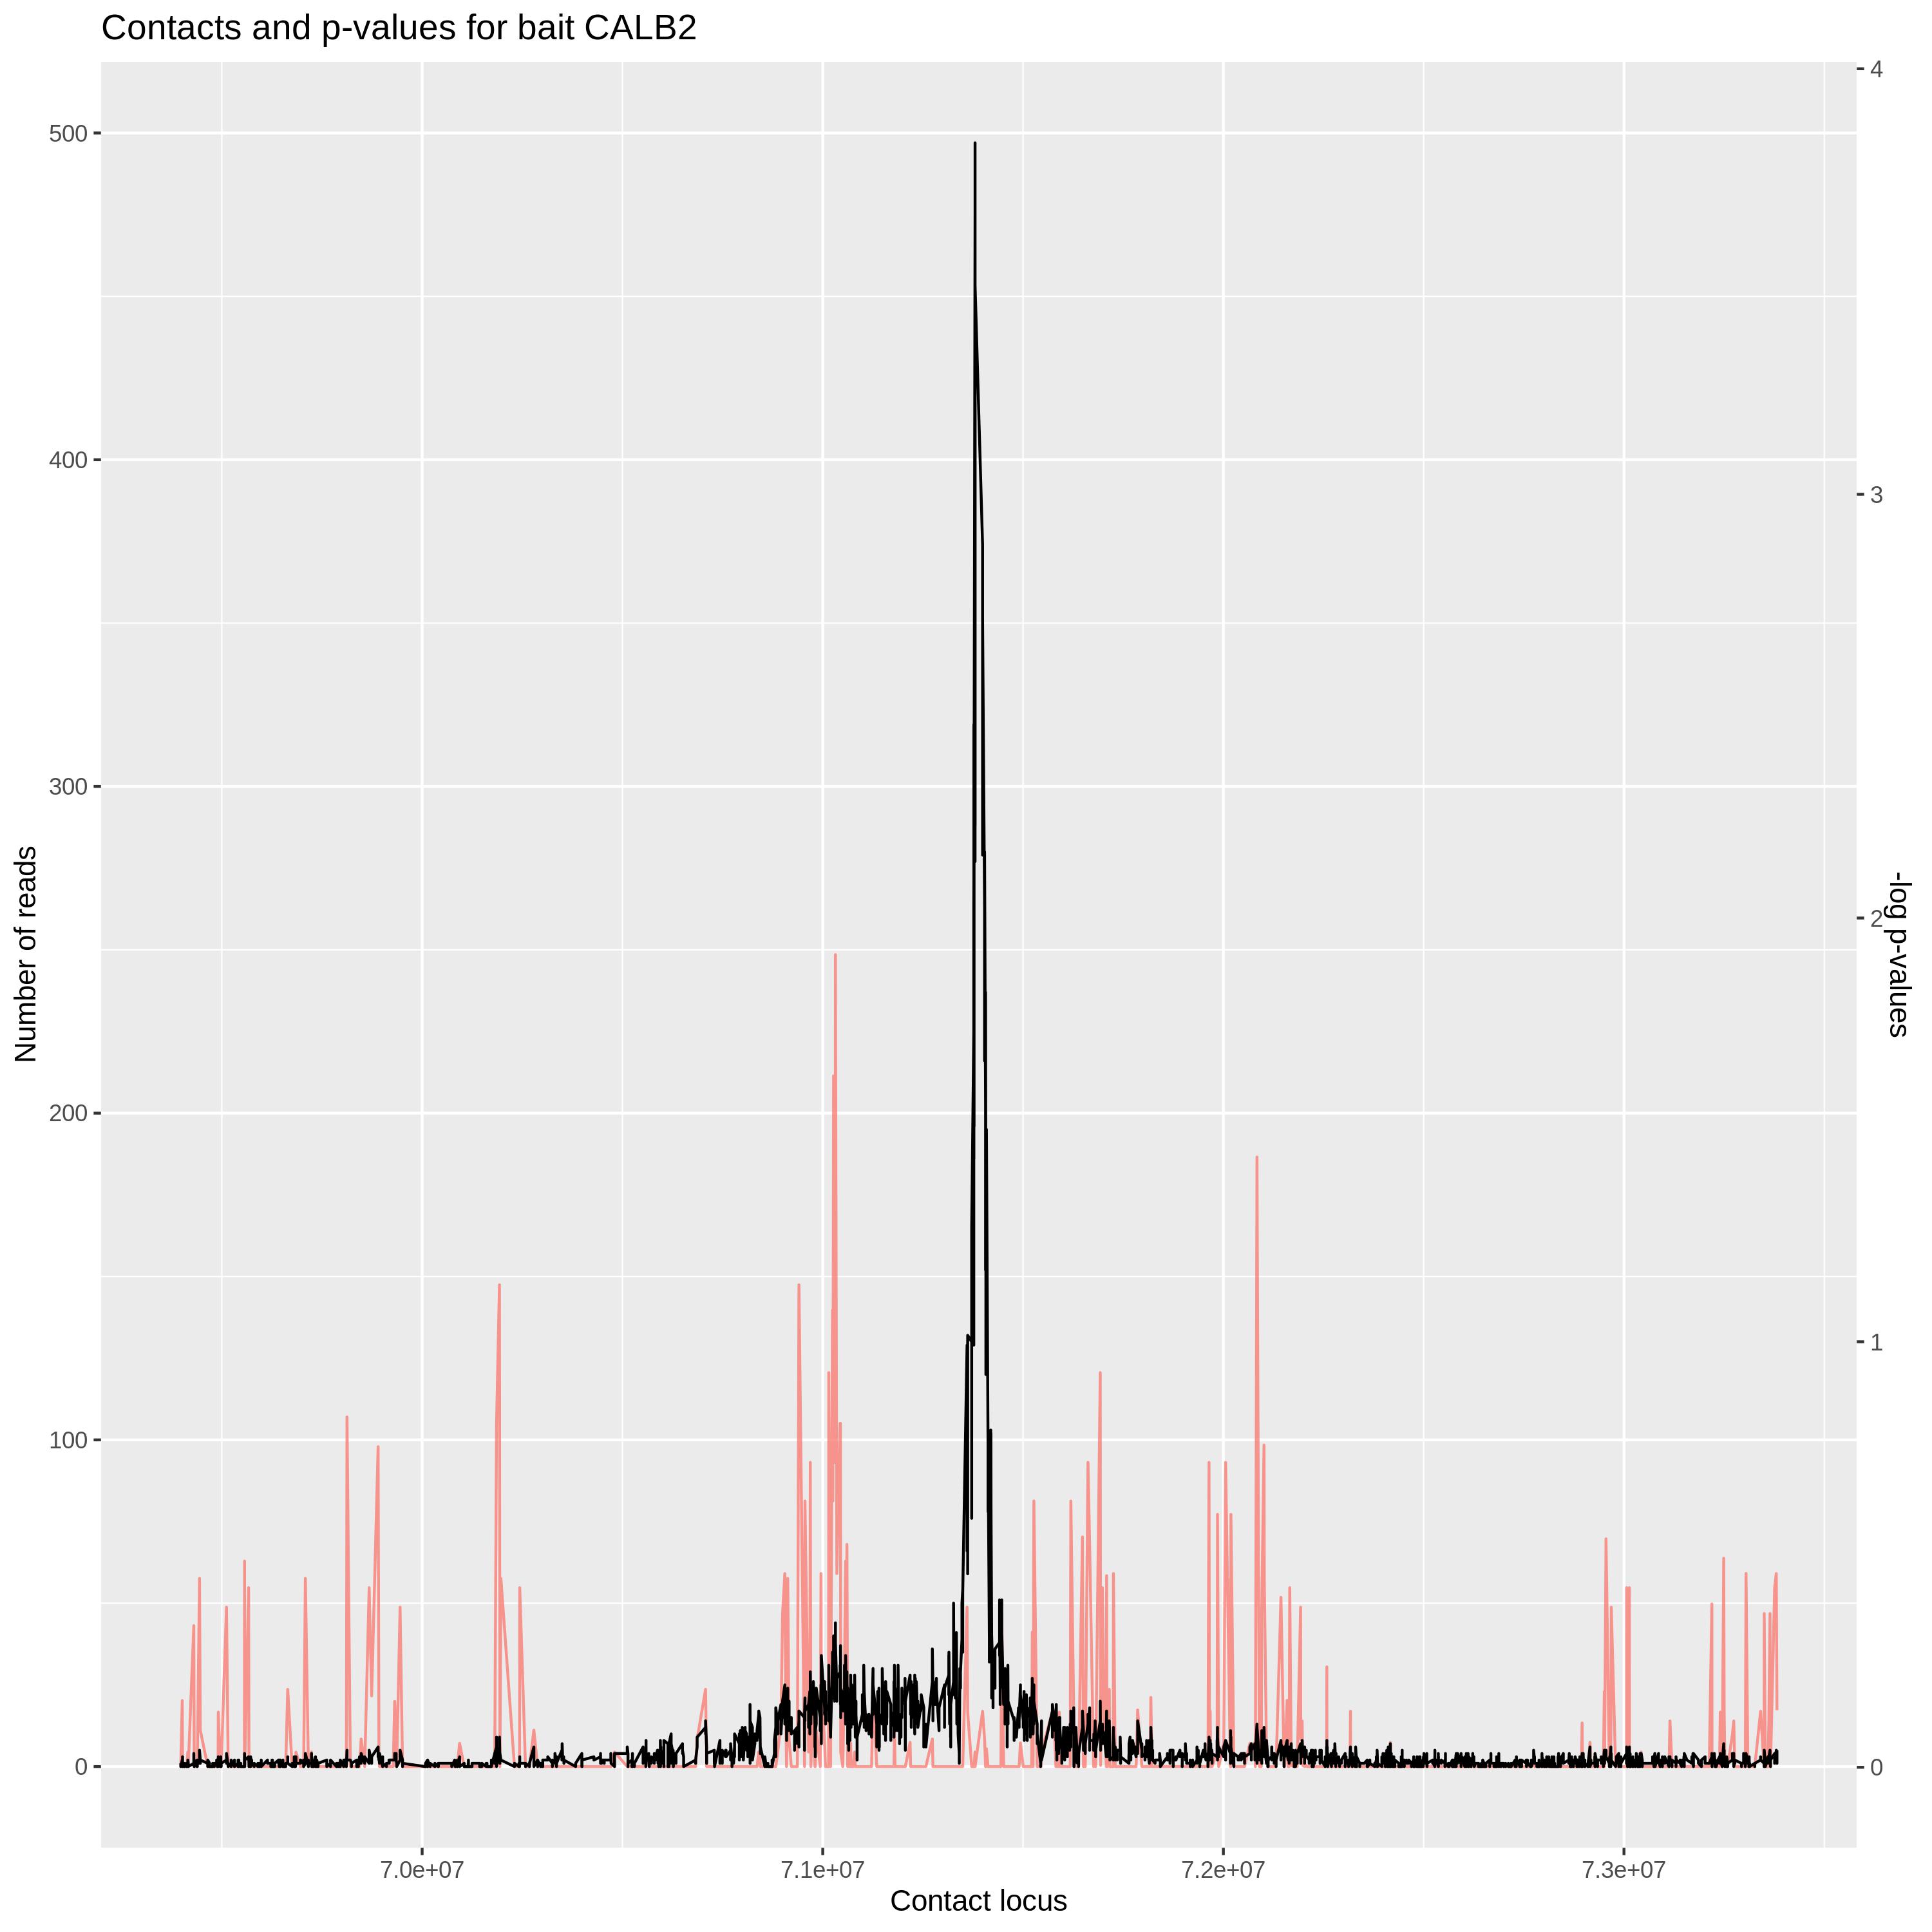 Contacts and p-values for bait CALB2
Number of reads
500
400
300
200
100
0
4
3
2
1
0
-log p-values
7.0e+07 7.1e+07 7.2e+07 7.3e+07
Contact locus